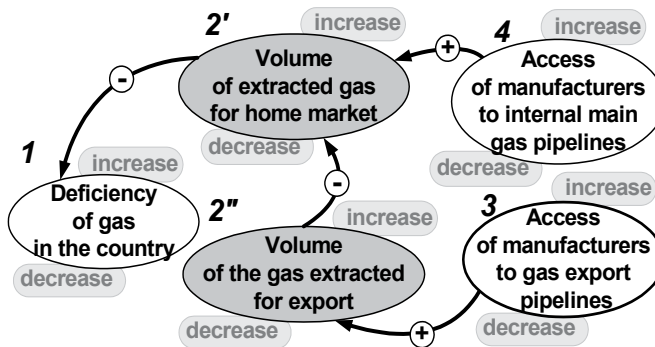 increase
2'
Volume
of extracted gas
for home market
decrease
+
increase
4
Access
of manufacturers
to internal main
gas pipelines
decrease
-
1
increase
Deficiency
of gas
in the country
decrease
-
2"
increase
Volume
of the gas extracted
for export
decrease
+
3
increase
Access
of manufacturers
to gas export
pipelines
decrease